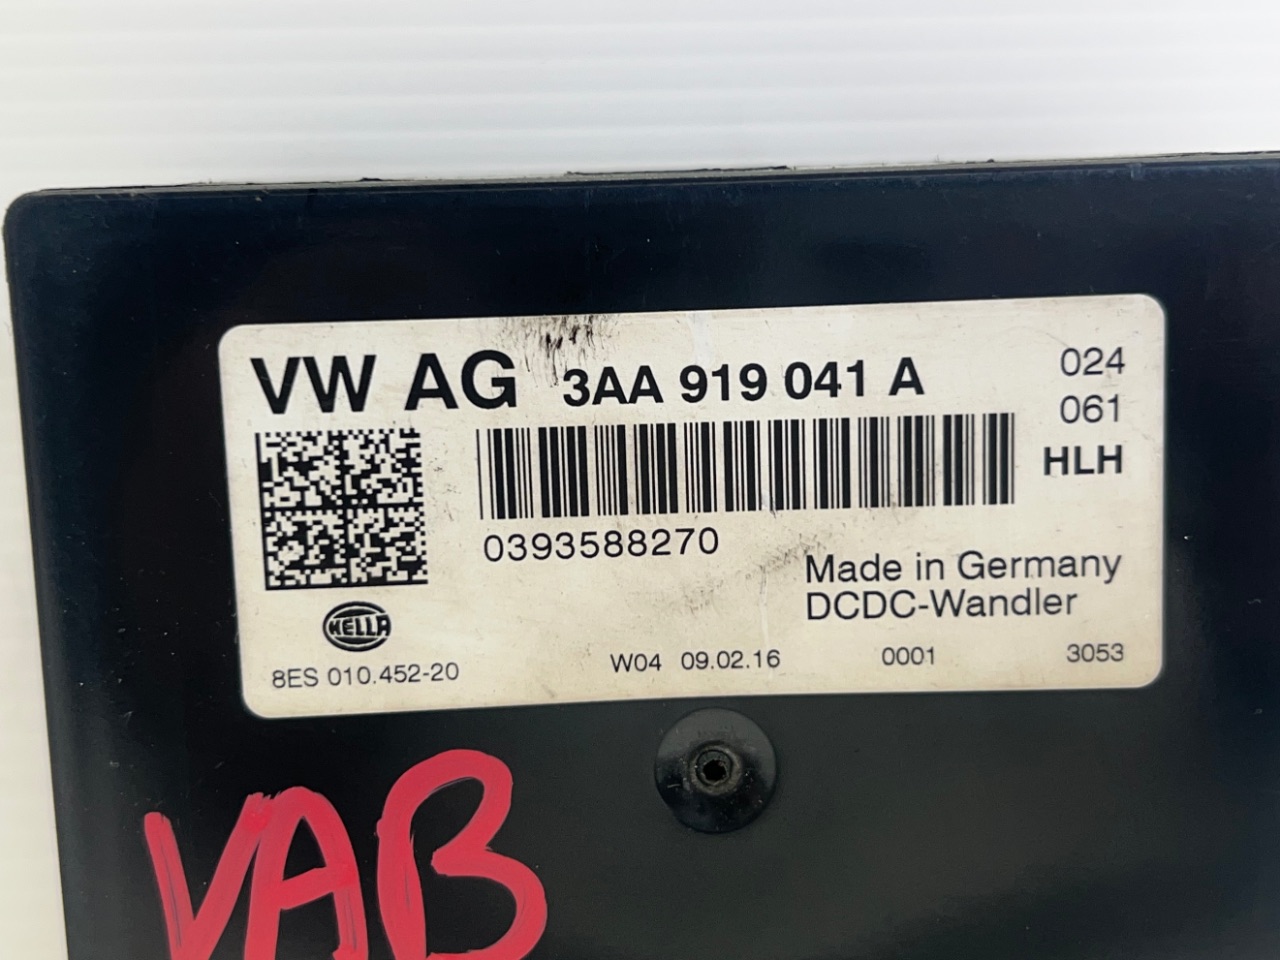 VW AG 3AA 919 041 A
024
061
HLH
0393588270
Made in Germany
DCDC-Wandler
HELLA
8ES 010.452-20
W04 09.02.16 0001 3053
VAB